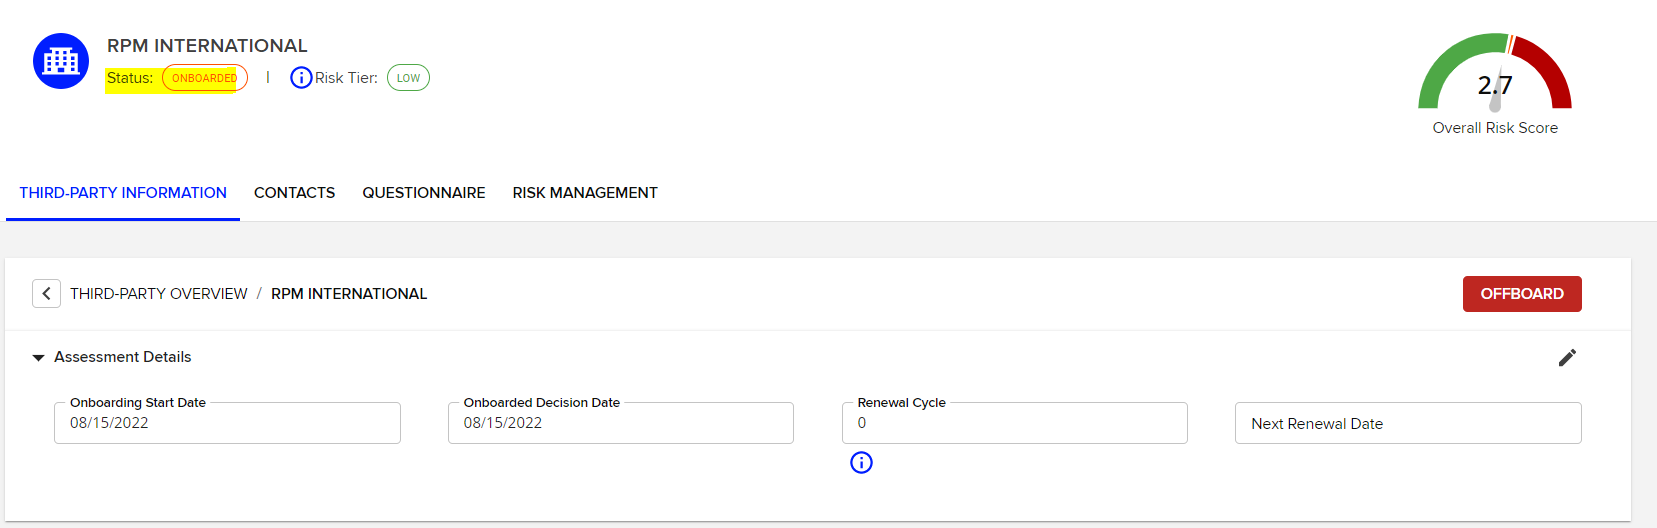 RPM INTERNATIONAL
Status: ONBOARDED | Risk Tier: LOW
2.7
Overall Risk Score
THIRD-PARTY INFORMATION CONTACTS QUESTIONNAIRE RISK MANAGEMENT
THIRD-PARTY OVERVIEW / RPM INTERNATIONAL OFFBOARD
Assessment Details
Onboarding Start Date Onboarded Decision Date Renewal Cycle
08/15/2022 08/15/2022 0 Next Renewal Date